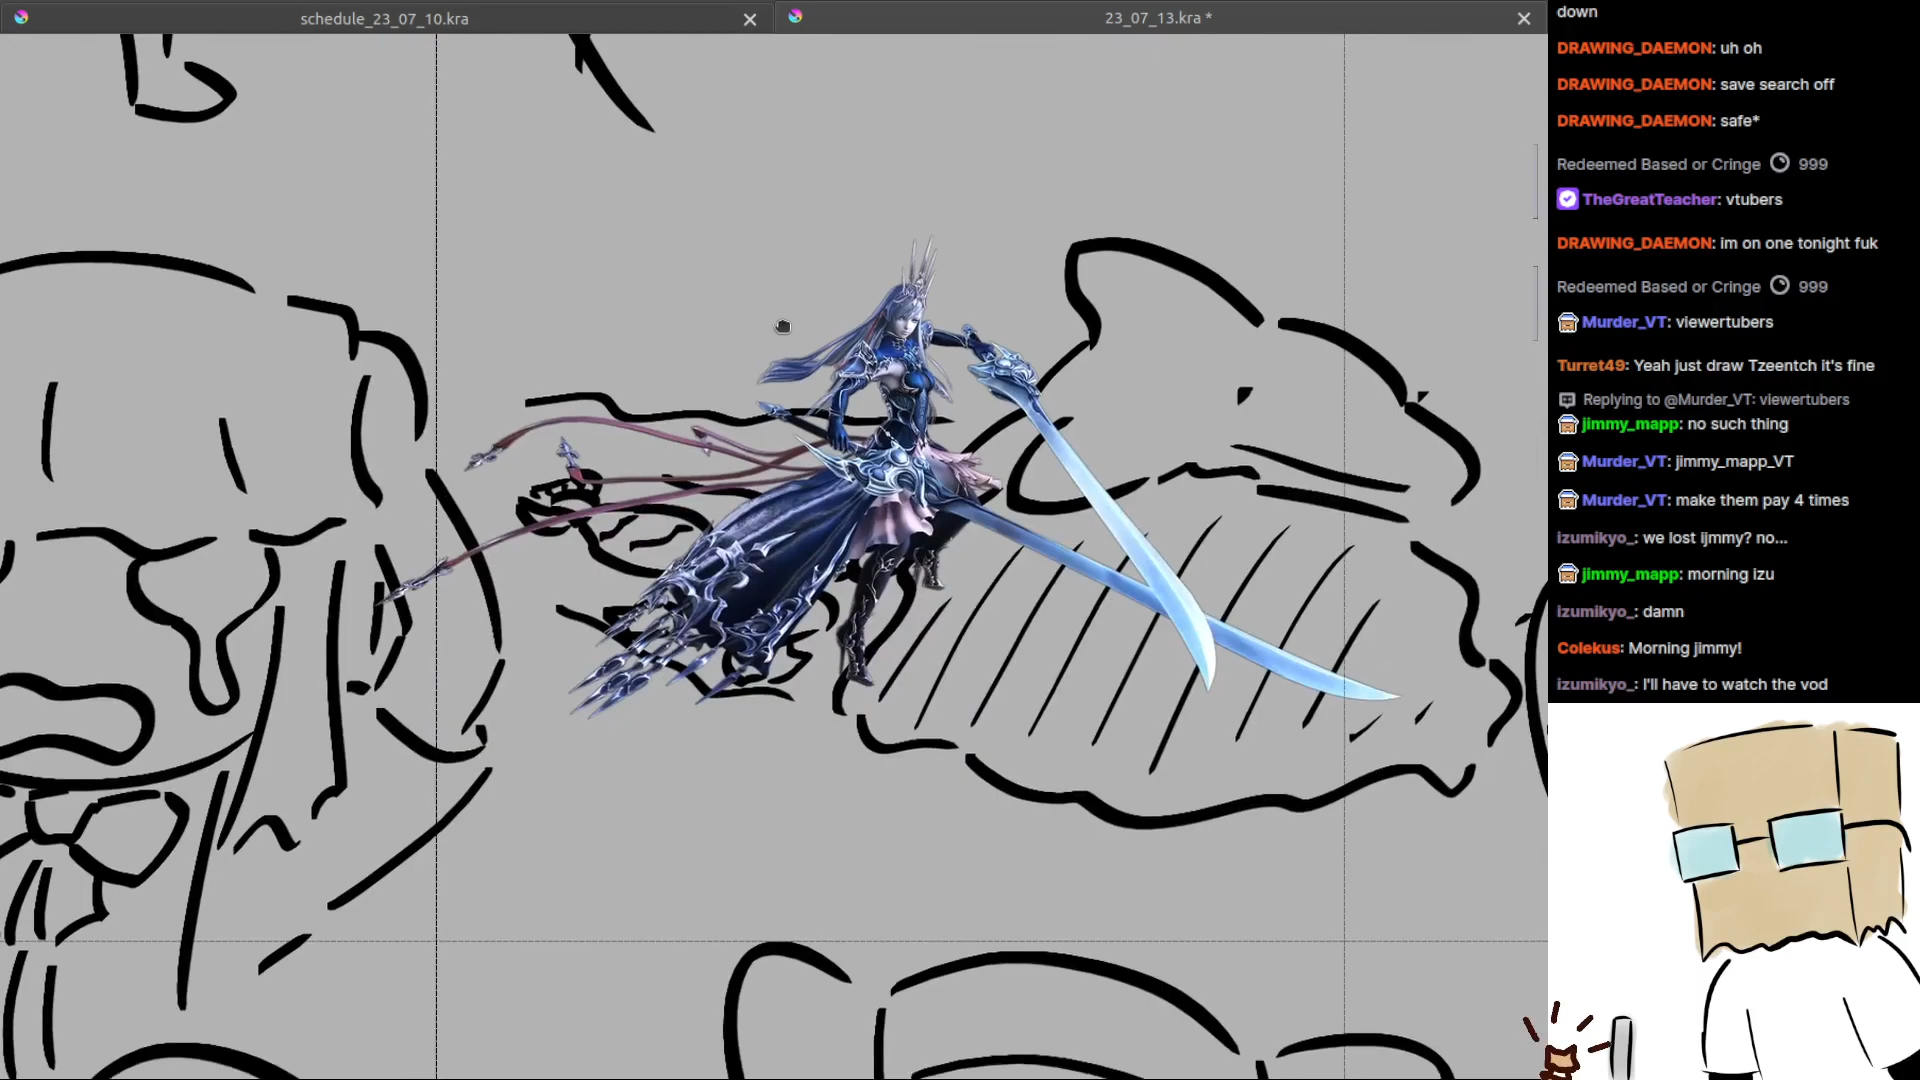 schedule_23_07_10.kra
23_07_13.kra *
down
DRAWING_DAEMON: uh oh
DRAWING_DAEMON: save search off
DRAWING_DAEMON: safe*
Redeemed Based or Cringe 999
TheGreatTeacher: vtubers
DRAWING_DAEMON: im on one tonight fuk
Redeemed Based or Cringe 999
Murder_VT: viewertubers
Turret49: Yeah just draw Tzeentch it's fine
Replying to @Murder_VT: viewertubers
jimmy_mapp: no such thing
Murder_VT: jimmy_mapp_VT
Murder_VT: make them pay 4 times
izumikyo_: we lost ijmmy? no...
jimmy_mapp: morning izu
izumikyo_: damn
Colekus: Morning jimmy!
izumikyo_: I'll have to watch the vod